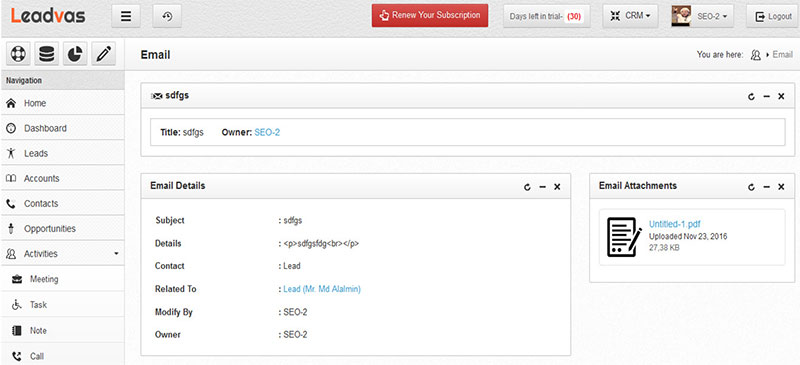 Leadvas
Renew Your Subscription
Days left in trial- (30)
CRM
SEO-2
Logout
Email
You are here: Email
Navigation
Home
Dashboard
Leads
Accounts
Contacts
Opportunities
Activities
Meeting
Task
Note
Call
sdfgs
Title: sdfgs Owner: SEO-2
Email Details
Subject : sdfgs
Details : <p>sdfgsfdg<br></p>
Contact : Lead
Related To : Lead (Mr. Md Alalmin)
Modify By : SEO-2
Owner : SEO-2
Email Attachments
Untitled-1.pdf
Uploaded Nov 23, 2016
27,38 KB